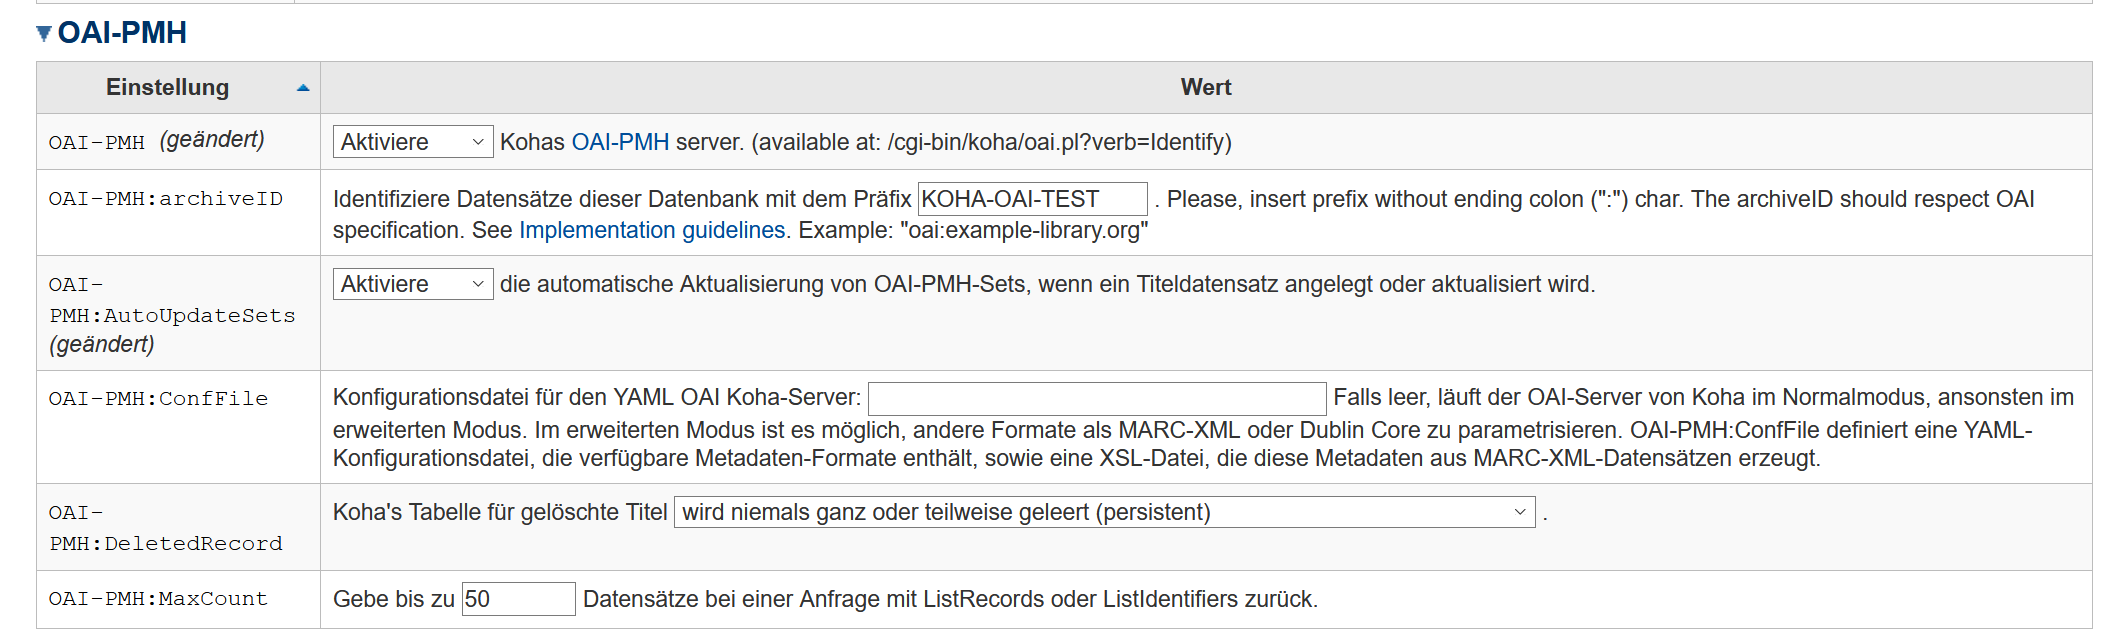 OAI-PMH
Einstellung Wert
OAI-PMH (geändert) Aktiviere Kohas OAI-PMH server. (available at: /cgi-bin/koha/oai.pl?verb=Identify)
OAI-PMH:archiveID Identifiziere Datensätze dieser Datenbank mit dem Präfix KOHA-OAI-TEST . Please, insert prefix without ending colon (":") char. The archiveID should respect OAI
specification. See Implementation guidelines. Example: "oai:example-library.org"
OAI-
PMH:AutoUpdateSets
(geändert)
Aktiviere die automatische Aktualisierung von OAI-PMH-Sets, wenn ein Titeldatensatz angelegt oder aktualisiert wird.
OAI-PMH:ConfFile Konfigurationsdatei für den YAML OAI Koha-Server: Falls leer, läuft der OAI-Server von Koha im Normalmodus, ansonsten im
erweiterten Modus. Im erweiterten Modus ist es möglich, andere Formate als MARC-XML oder Dublin Core zu parametrisieren. OAI-PMH:ConfFile definiert eine YAML-
Konfigurationsdatei, die verfügbare Metadaten-Formate enthält, sowie eine XSL-Datei, die diese Metadaten aus MARC-XML-Datensätzen erzeugt.
OAI-
PMH:DeletedRecord
Koha's Tabelle für gelöschte Titel wird niemals ganz oder teilweise geleert (persistent) .
OAI-PMH:MaxCount Gebe bis zu 50 Datensätze bei einer Anfrage mit ListRecords oder ListIdentifiers zurück.